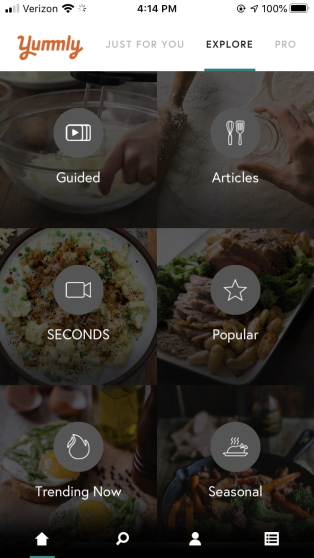 Verizon 4:14 PM 100%
Yummly JUST FOR YOU EXPLORE PRO
Guided Articles
SECONDS Popular
Trending Now Seasonal